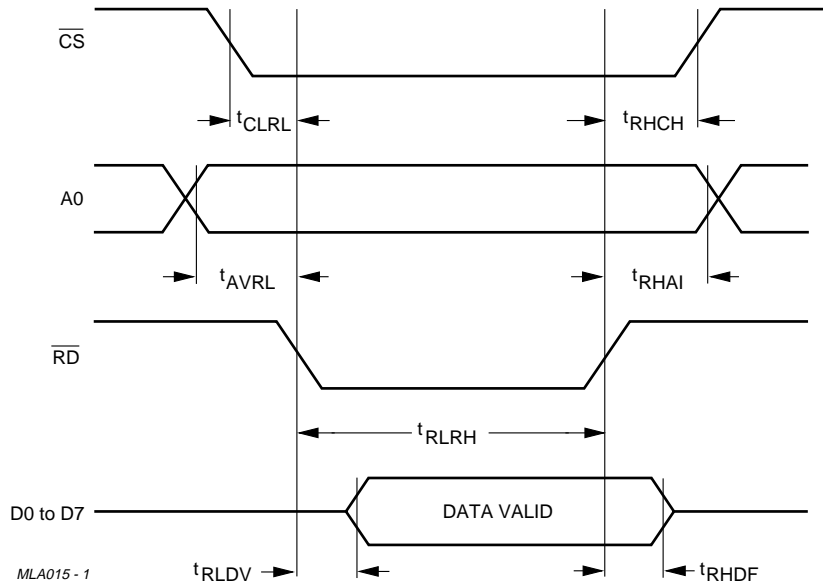 CS
tCLRL
tRHCH
A0
tAVRL
tRHAI
RD
tRLRH
D0 to D7
DATA VALID
tRLDV
tRHDF
MLA015 - 1